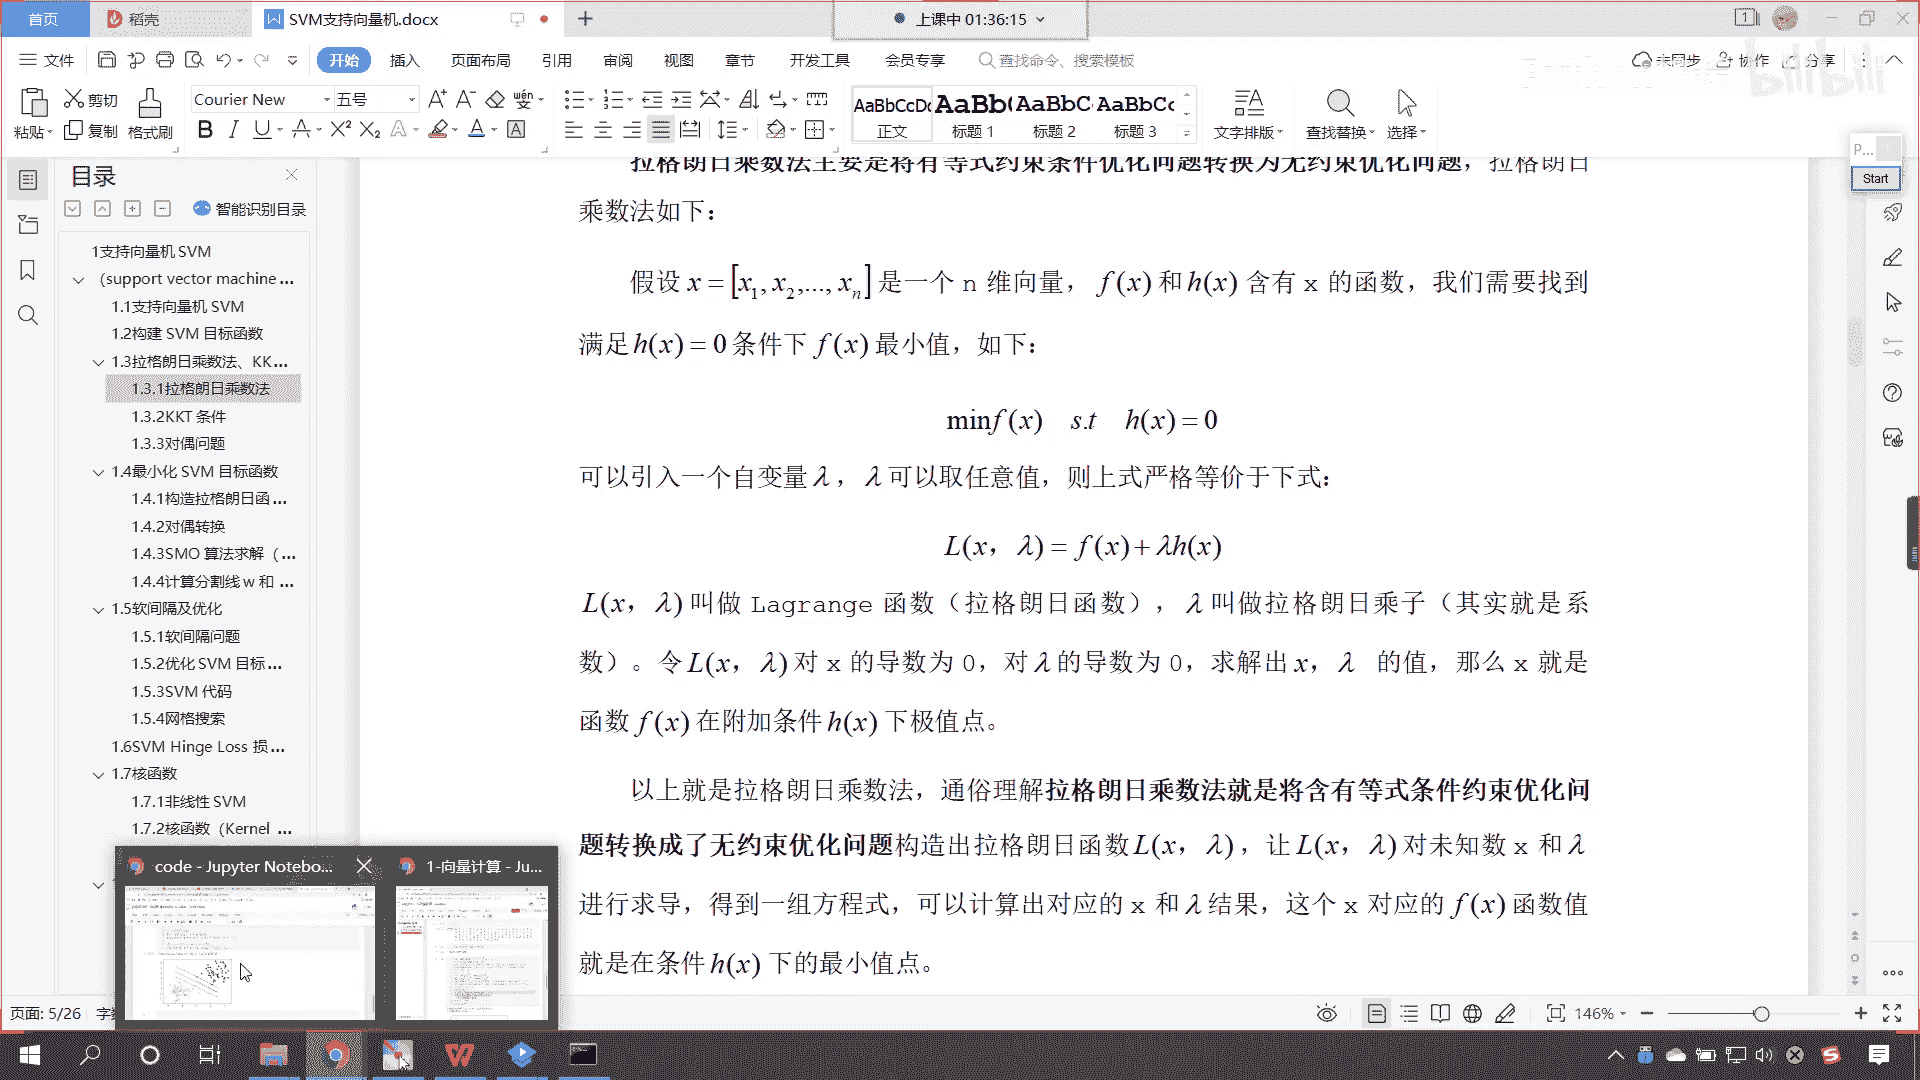 首页
稻壳
SVM支持向量机.docx
上课中 01:36:15
文件
开始
插入
页面布局
引用
审阅
视图
章节
开发工具
会员专享
查找命令、搜索模板
未同步
协作
分享
粘贴
剪切
复制
格式刷
Courier New
五号
AaBbCcDd
正文
AaBb(
标题 1
AaBbC
标题 2
AaBbCc
标题 3
文字排版
查找替换
选择
P...
Start
目录
智能识别目录
1支持向量机 SVM
（support vector machine ...
1.1支持向量机 SVM
1.2构建 SVM 目标函数
1.3拉格朗日乘数法、KK...
1.3.1拉格朗日乘数法
1.3.2KKT 条件
1.3.3对偶问题
1.4最小化 SVM 目标函数
1.4.1构造拉格朗日函...
1.4.2对偶转换
1.4.3SMO 算法求解（...
1.4.4计算分割线 w 和 ...
1.5软间隔及优化
1.5.1软间隔问题
1.5.2优化 SVM 目标...
1.5.3SVM 代码
1.5.4网格搜索
1.6SVM Hinge Loss 损...
1.7核函数
1.7.1非线性 SVM
1.7.2核函数（Kernel ...
拉格朗日乘数法主要是将有等式约束条件优化问题转换为无约束优化问题，拉格朗日
乘数法如下：
假设 x = [x₁, x₂,..., xₙ] 是一个 n 维向量， f(x) 和 h(x) 含有 x 的函数，我们需要找到
满足 h(x) = 0 条件下 f(x) 最小值，如下：
minf(x) s.t h(x) = 0
可以引入一个自变量 λ，λ 可以取任意值，则上式严格等价于下式：
L(x，λ) = f(x) + λh(x)
L(x，λ) 叫做 Lagrange 函数（拉格朗日函数），λ 叫做拉格朗日乘子（其实就是系
数）。令 L(x，λ) 对 x 的导数为 0，对 λ 的导数为 0，求解出 x，λ 的值，那么 x 就是
函数 f(x) 在附加条件 h(x) 下极值点。
以上就是拉格朗日乘数法，通俗理解拉格朗日乘数法就是将含有等式条件约束优化问
题转换成了无约束优化问题构造出拉格朗日函数 L(x，λ)，让 L(x，λ) 对未知数 x 和 λ
进行求导，得到一组方程式，可以计算出对应的 x 和 λ 结果，这个 x 对应的 f(x) 函数值
就是在条件 h(x) 下的最小值点。
code - Jupyter Notebo...
1-向量计算 - Ju...
页面: 5/26
146%